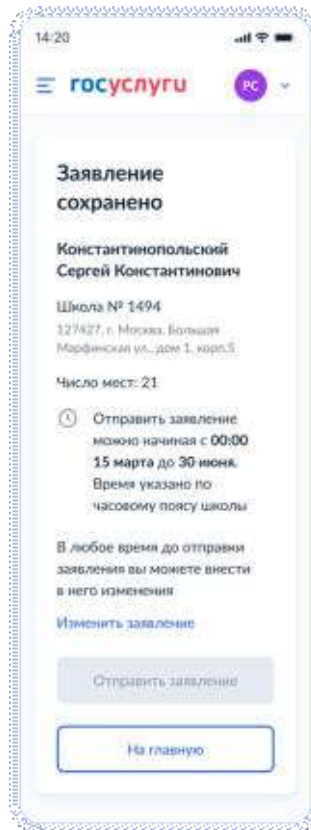 14:20
госуслуги
РС
Заявление
сохранено
Константинопольский
Сергей Константинович
Школа № 1494
127427, г. Москва, Большая
Марфинская ул., дом 1, корп.5
Число мест: 21
Отправить заявление
можно начиная с 00:00
15 марта до 30 июня.
Время указано по
часовому поясу школы
В любое время до отправки
заявления вы можете внести
в него изменения
Изменить заявление
Отправить заявление
На главную